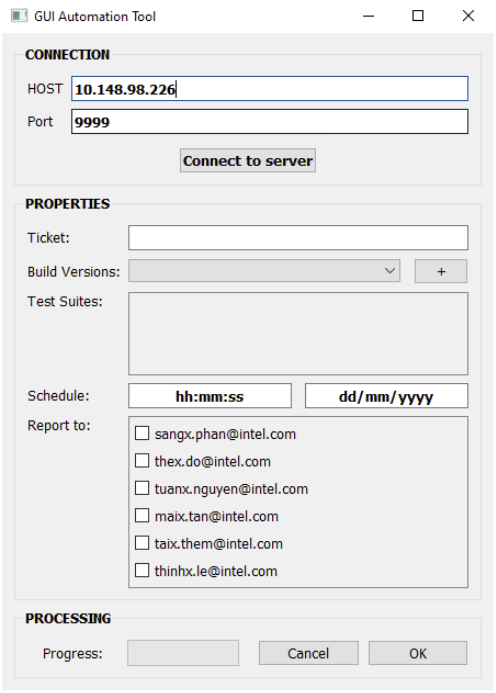 GUI Automation Tool
CONNECTION
HOST 10.148.98.226
Port 9999
Connect to server
PROPERTIES
Ticket:
Build Versions: +
Test Suites:
Schedule: hh:mm:ss dd/mm/yyyy
Report to:
sangx.phan@intel.com
thex.do@intel.com
tuanx.nguyen@intel.com
maix.tan@intel.com
taix.them@intel.com
thinhx.le@intel.com
PROCESSING
Progress: Cancel OK